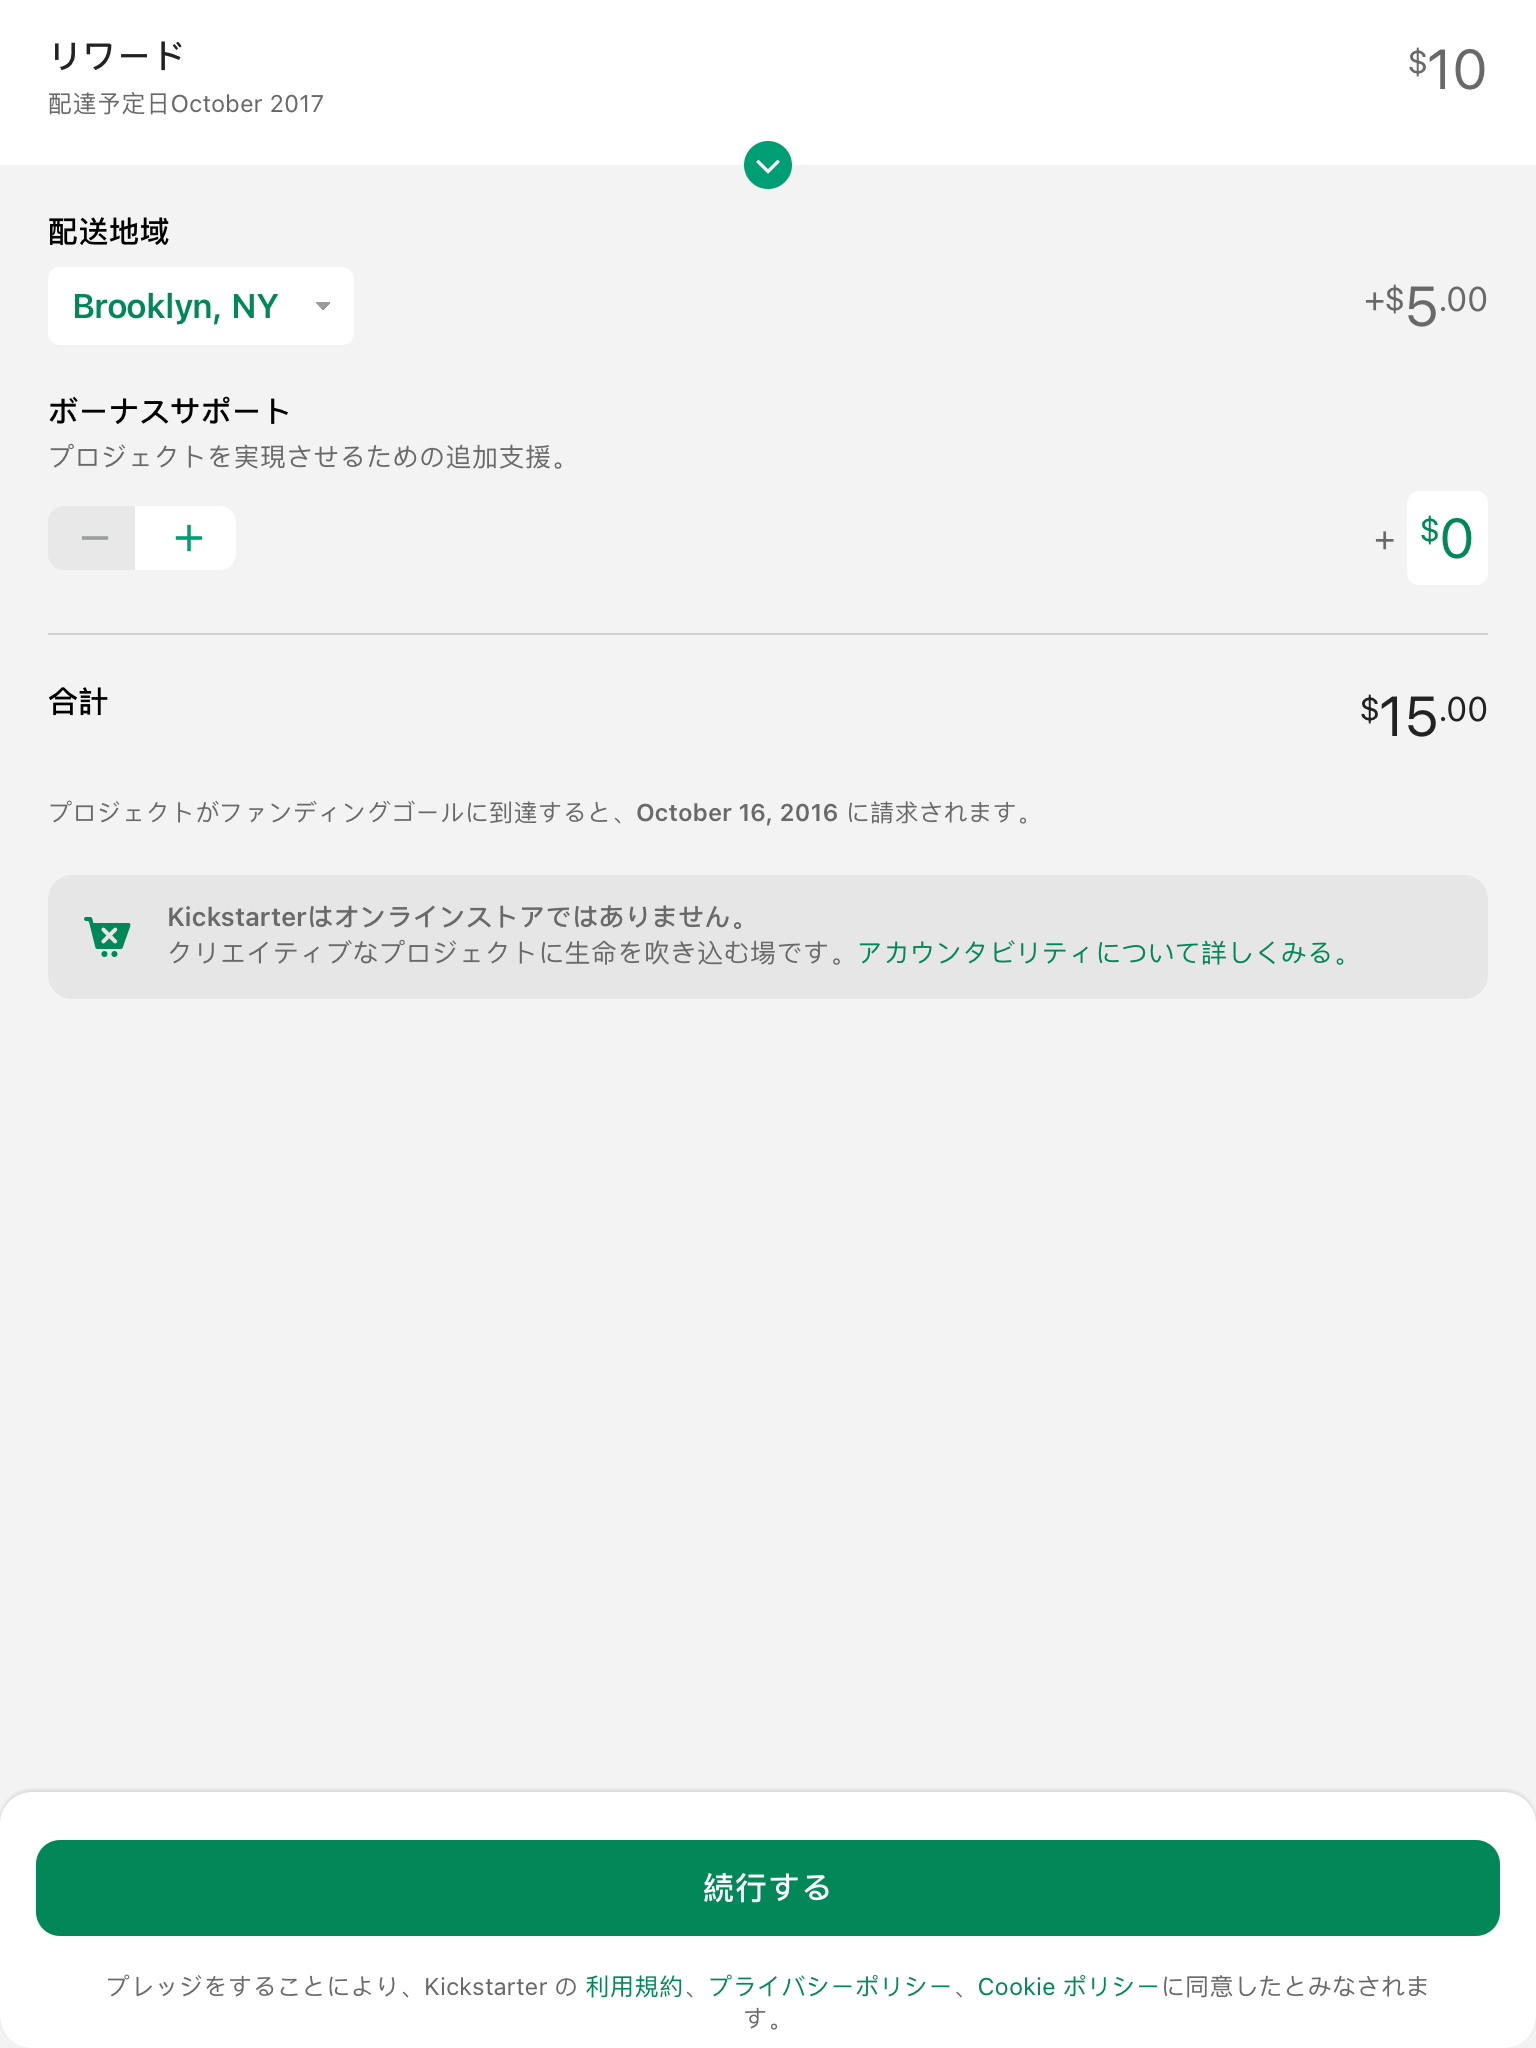 リワード
$10
配達予定日October 2017
配送地域
Brooklyn, NY
+$5.00
ボーナスサポート
プロジェクトを実現させるための追加支援。
+ $0
合計
$15.00
プロジェクトがファンディングゴールに到達すると、October 16, 2016 に請求されます。
Kickstarterはオンラインストアではありません。
クリエイティブなプロジェクトに生命を吹き込む場です。アカウンタビリティについて詳しくみる。
続行する
プレッジをすることにより、Kickstarter の 利用規約、プライバシーポリシー、Cookie ポリシーに同意したとみなされま
す。